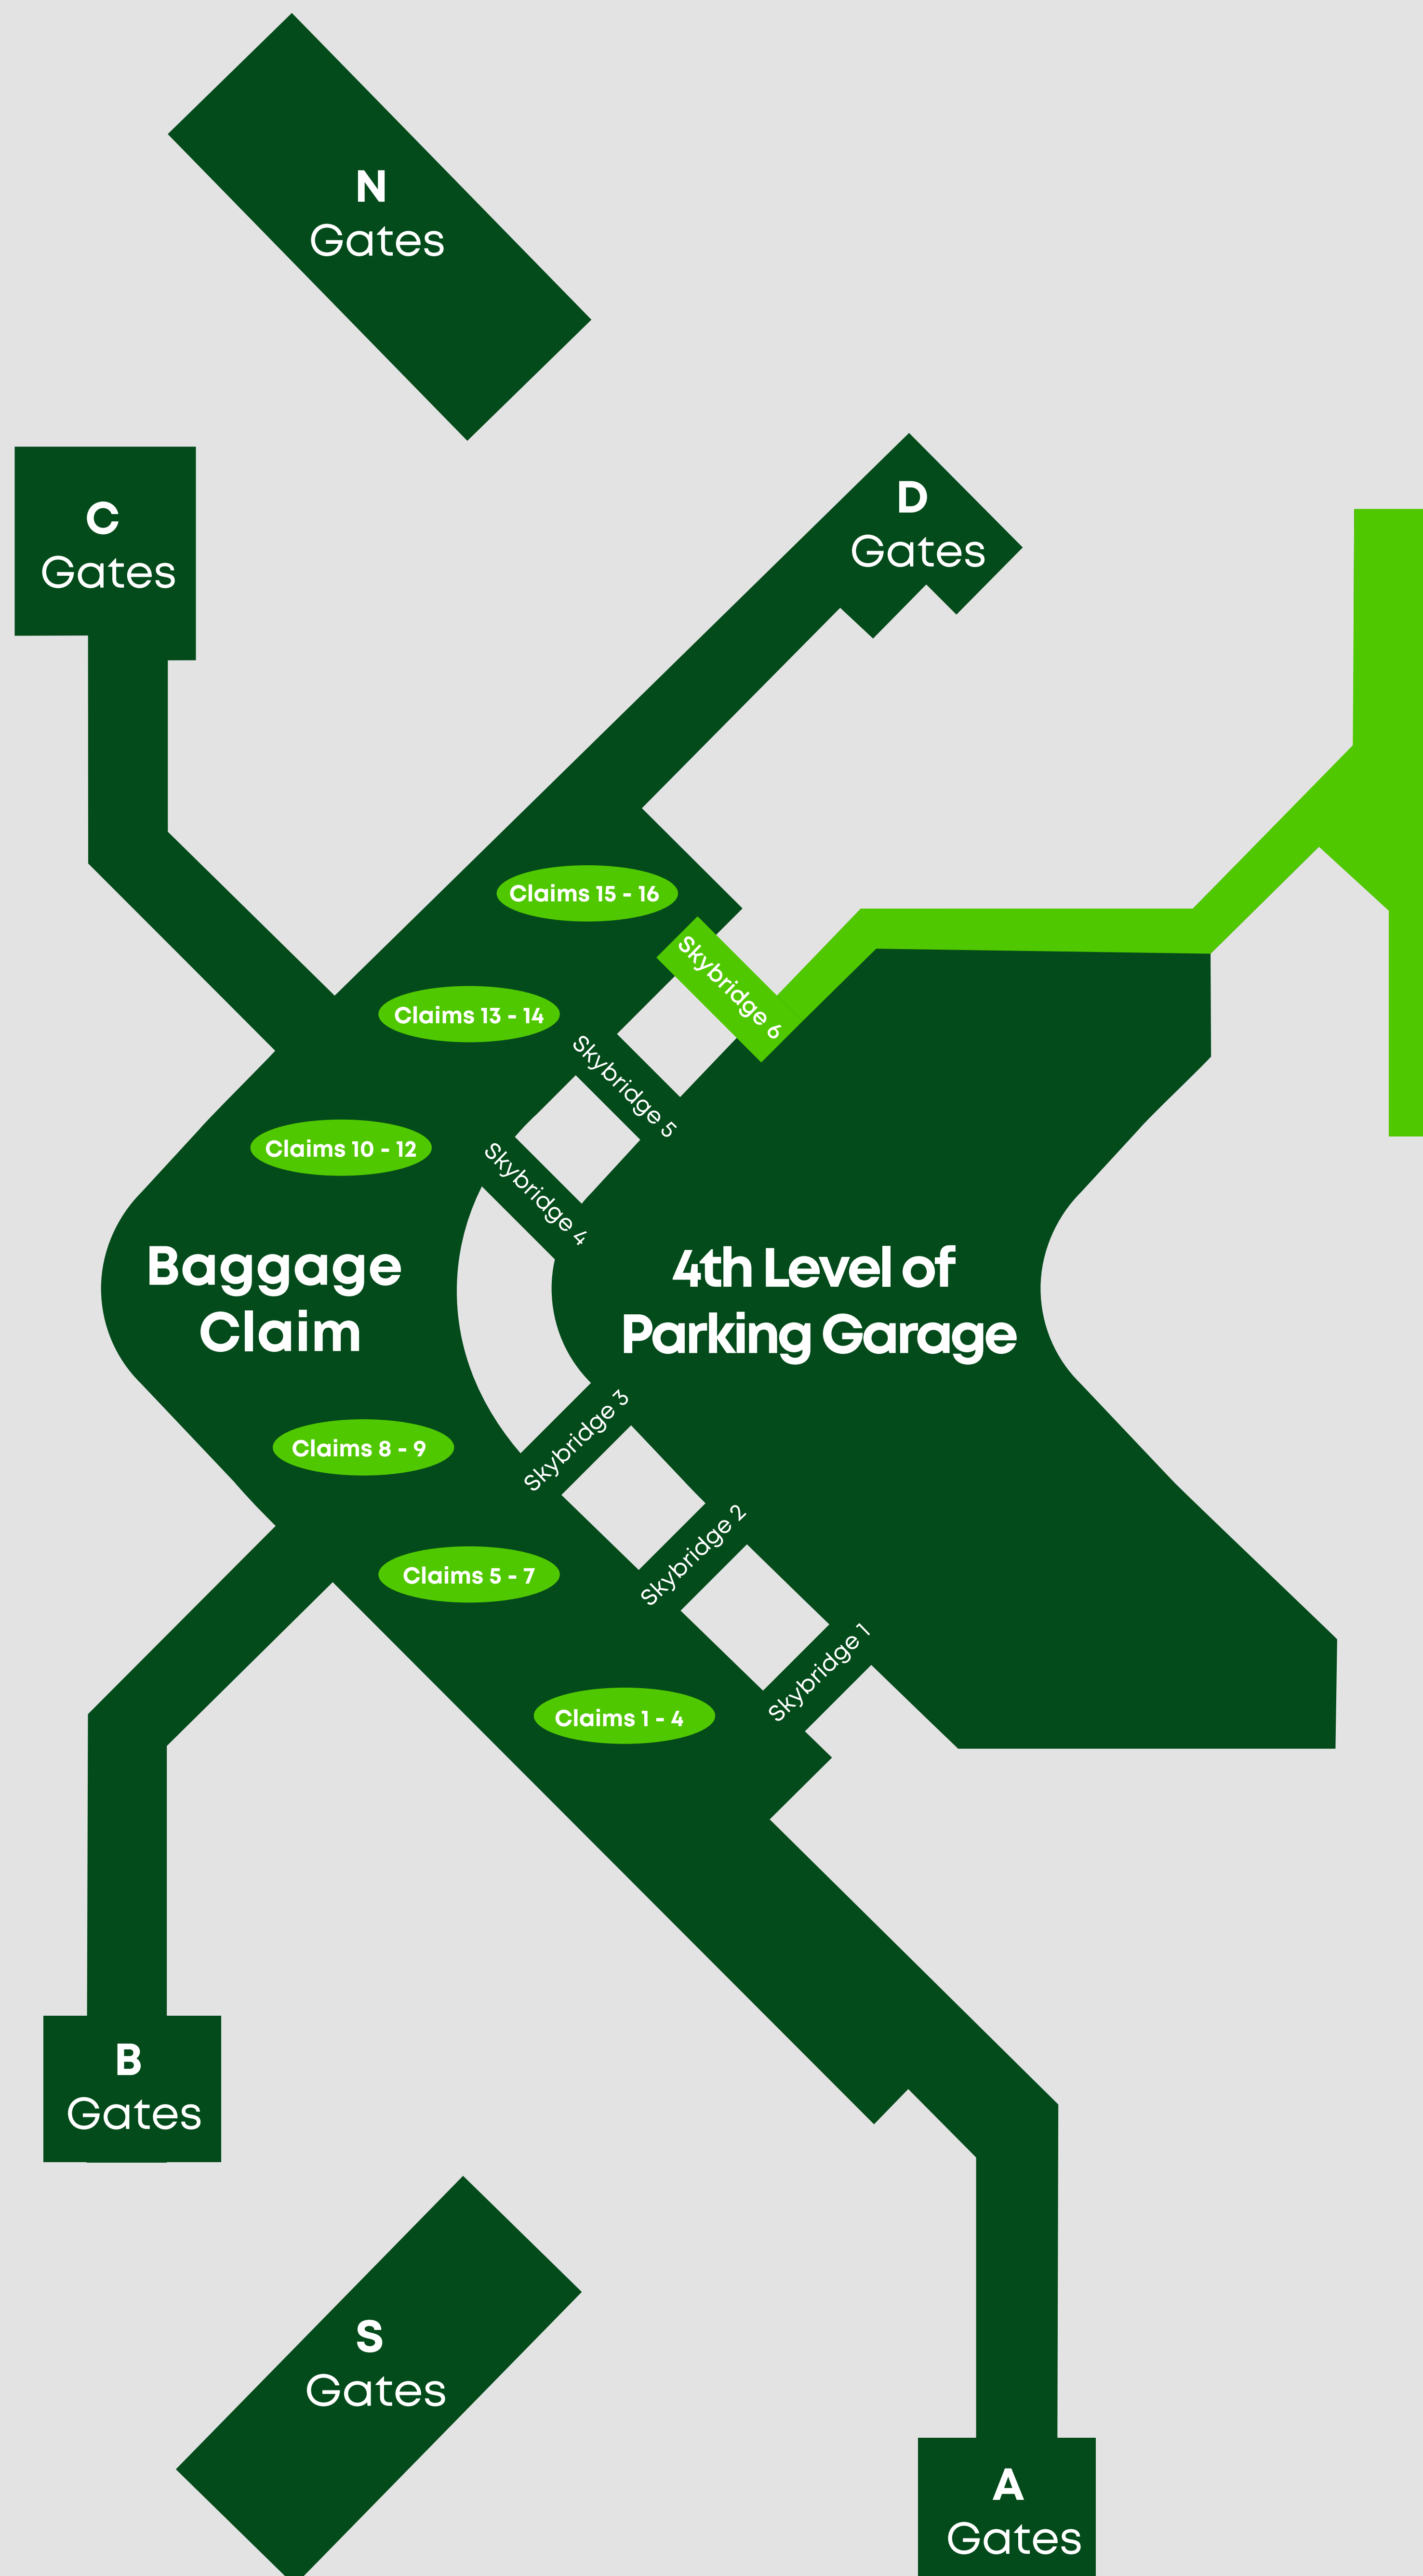 N
Gates
C
Gates
D
Gates
Claims 15 - 16
Skybridge 6
Claims 13 - 14
Skybridge 5
Claims 10 - 12
Skybridge 4
Baggage
Claim
4th Level of
Parking Garage
Skybridge 3
Claims 8 - 9
Skybridge 2
Claims 5 - 7
Skybridge 1
Claims 1 - 4
B
Gates
S
Gates
A
Gates